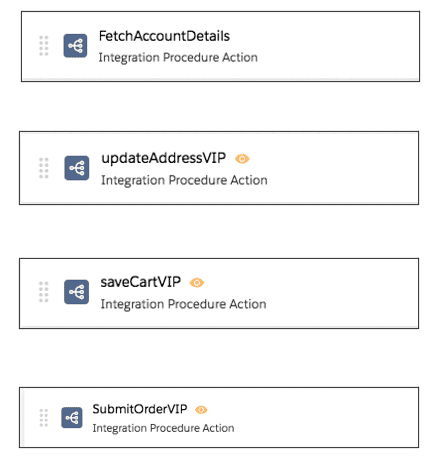 FetchAccountDetails
Integration Procedure Action
updateAddressVIP
Integration Procedure Action
saveCartVIP
Integration Procedure Action
SubmitOrderVIP
Integration Procedure Action